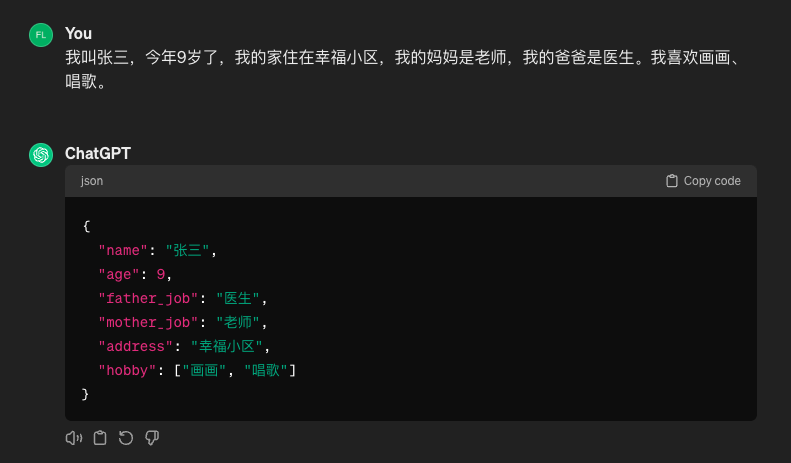 FL
You
我叫张三，今年9岁了，我的家住在幸福小区，我的妈妈是老师，我的爸爸是医生。我喜欢画画、
唱歌。
ChatGPT
json
Copy code
{
  "name": "张三",
  "age": 9,
  "father_job": "医生",
  "mother_job": "老师",
  "address": "幸福小区",
  "hobby": ["画画", "唱歌"]
}